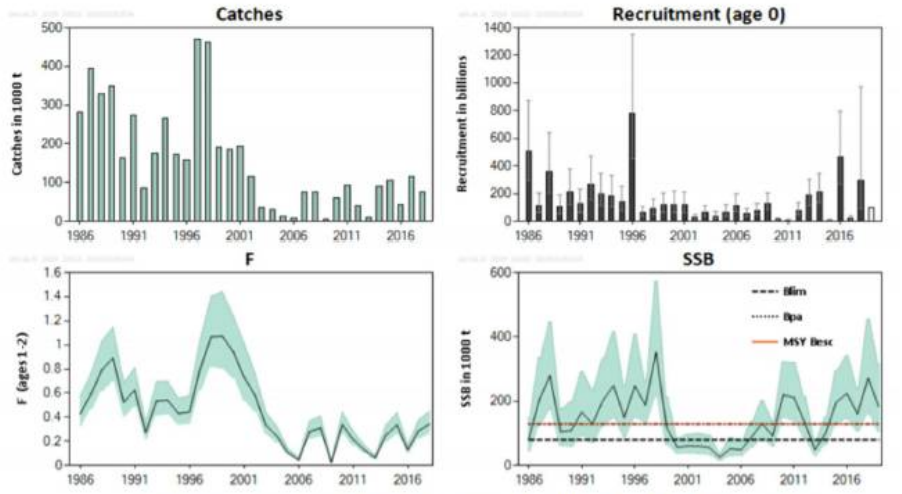 Catches
Catches in 1000 t
500
400
300
200
100
0
1986 1991 1996 2001 2006 2011 2016
Recruitment (age 0)
Recruitment in billions
1400
1200
1000
800
600
400
200
0
1986 1991 1996 2001 2006 2011 2016
F
F (ages 1-2)
1.6
1.4
1.2
1
0.8
0.6
0.4
0.2
0
1986 1991 1996 2001 2006 2011 2016
SSB
SSB in 1000 t
600
400
200
0
Blim
Bpa
MSY Besc
1986 1991 1996 2001 2006 2011 2016